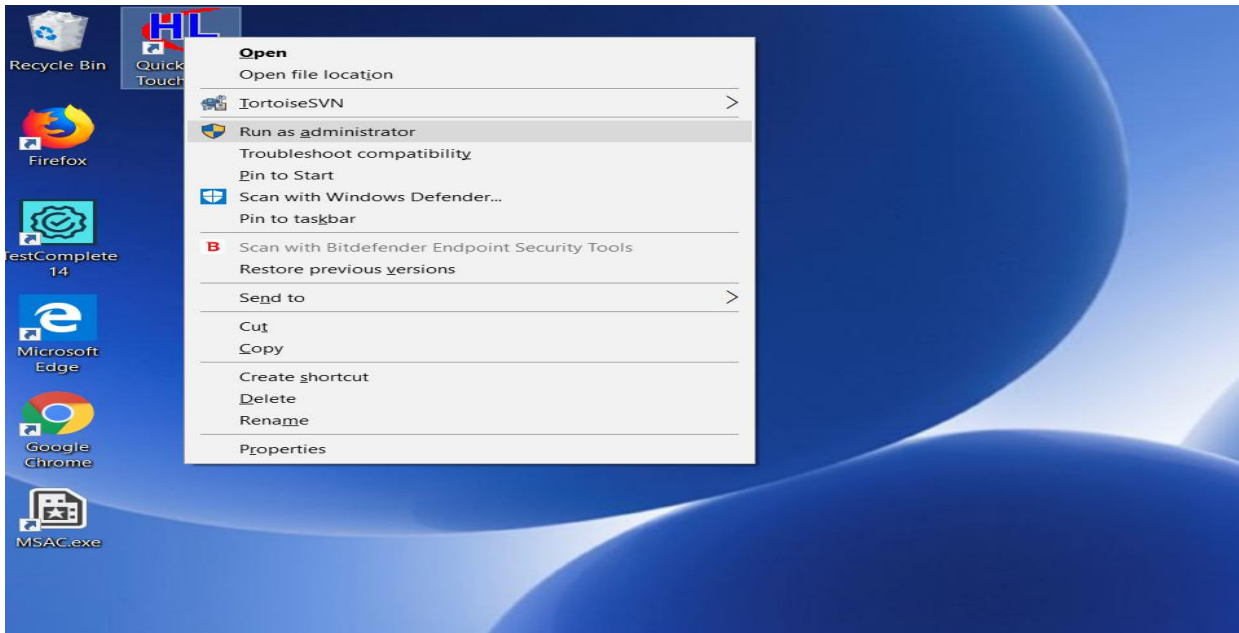 Recycle Bin
HL
Quick
Touch
Firefox
TestComplete
14
Microsoft
Edge
Google
Chrome
MSAC.exe
Open
Open file location
TortoiseSVN
Run as administrator
Troubleshoot compatibility
Pin to Start
Scan with Windows Defender...
Pin to taskbar
B Scan with Bitdefender Endpoint Security Tools
Restore previous versions
Send to
Cut
Copy
Create shortcut
Delete
Rename
Properties